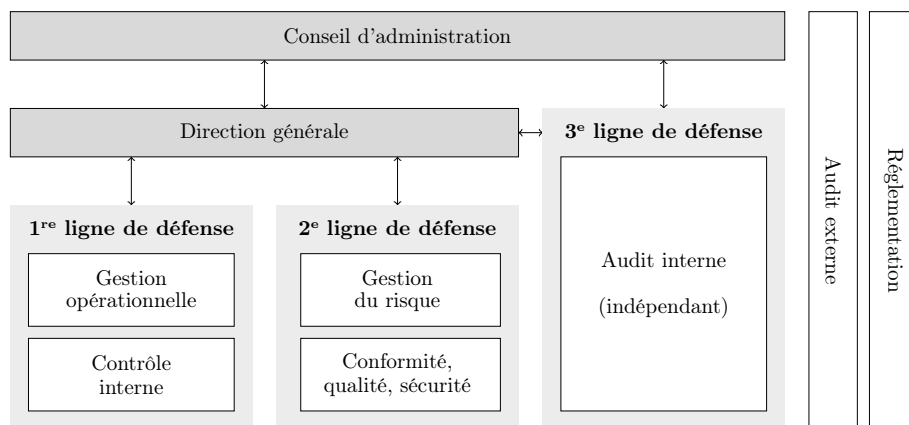 Conseil d'administration
Direction générale
3e ligne de défense
1re ligne de défense
Gestion
opérationnelle
Contrôle
interne
2e ligne de défense
Gestion
du risque
Conformité,
qualité, sécurité
Audit interne
(indépendant)
Audit externe
Réglementation